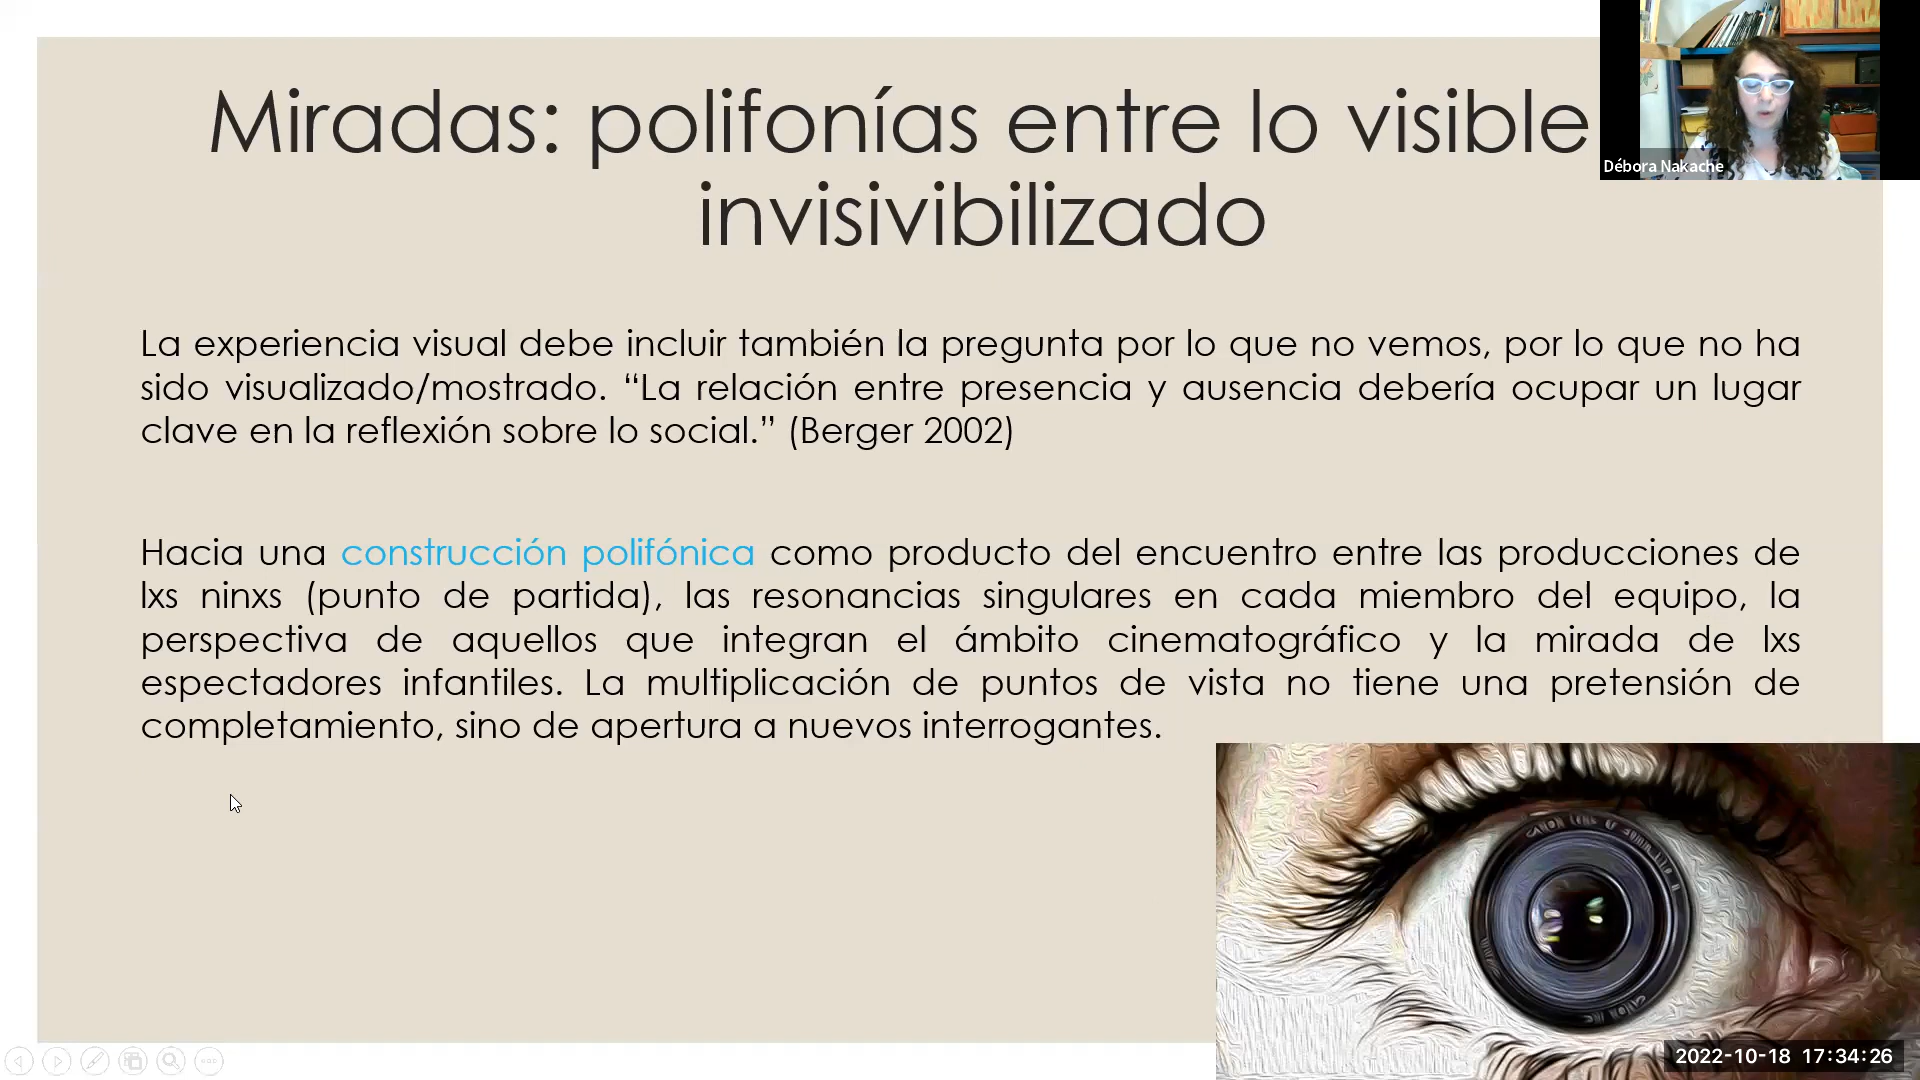 Miradas: polifonías entre lo visible
invisivibilizado
Débora Nakache
La experiencia visual debe incluir también la pregunta por lo que no vemos, por lo que no ha
sido visualizado/mostrado. “La relación entre presencia y ausencia debería ocupar un lugar
clave en la reflexión sobre lo social.” (Berger 2002)
Hacia una construcción polifónica como producto del encuentro entre las producciones de
lxs ninxs (punto de partida), las resonancias singulares en cada miembro del equipo, la
perspectiva de aquellos que integran el ámbito cinematográfico y la mirada de lxs
espectadores infantiles. La multiplicación de puntos de vista no tiene una pretensión de
completamiento, sino de apertura a nuevos interrogantes.
CANON LENS EF
2022-10-18 17:34:26